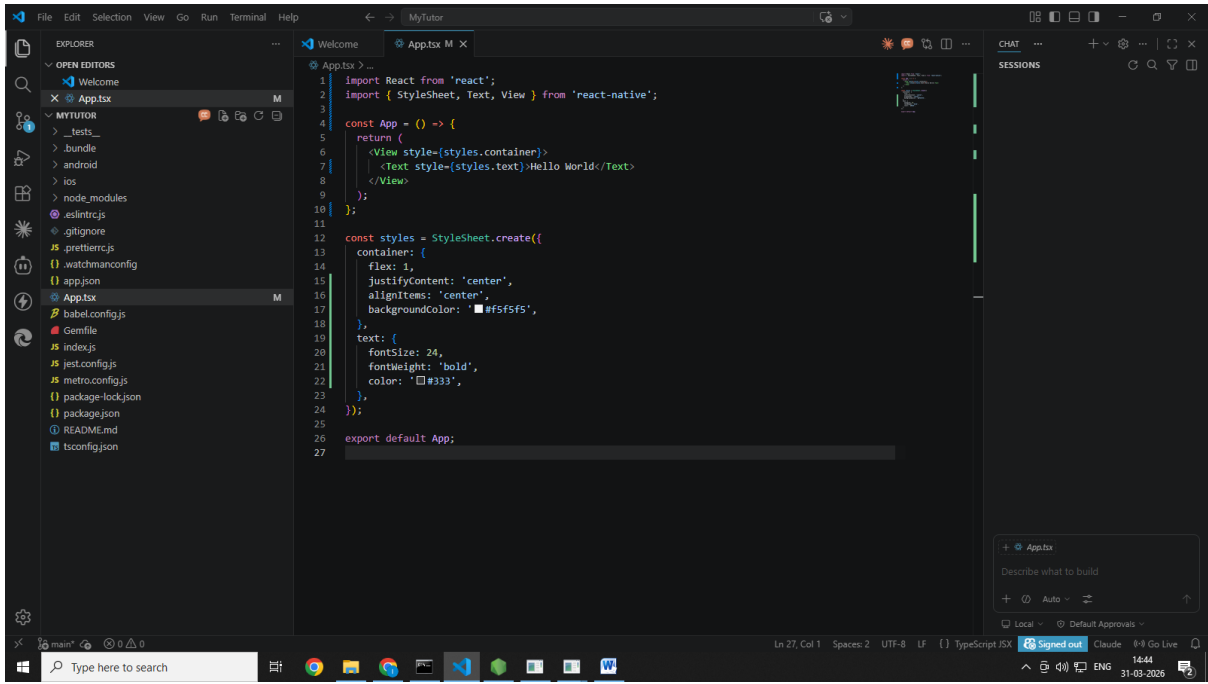 File Edit Selection View Go Run Terminal Help
MyTutor
EXPLORER
OPEN EDITORS
Welcome
App.tsx M
MYTUTOR
__tests__
.bundle
android
ios
node_modules
.eslintrc.js
.gitignore
JS .prettierrc.js
{} .watchmanconfig
{} app.json
App.tsx M
babel.config.js
Gemfile
JS index.js
JS jest.config.js
JS metro.config.js
{} package-lock.json
{} package.json
README.md
TS tsconfig.json
Welcome
App.tsx M
App.tsx > ...
1 import React from 'react';
2 import { StyleSheet, Text, View } from 'react-native';
3
4 const App = () => {
5 return (
6 <View style={styles.container}>
7 <Text style={styles.text}>Hello World</Text>
8 </View>
9 );
10 };
11
12 const styles = StyleSheet.create({
13 container: {
14 flex: 1,
15 justifyContent: 'center',
16 alignItems: 'center',
17 backgroundColor: '#f5f5f5',
18 },
19 text: {
20 fontSize: 24,
21 fontWeight: 'bold',
22 color: '#333',
23 },
24 });
25
26 export default App;
27
CHAT
SESSIONS
App.tsx
Describe what to build
Auto
Local Default Approvals
main* 0 0
Ln 27, Col 1 Spaces: 2 UTF-8 LF {} TypeScript JSX Signed out Claude Go Live
Type here to search
ENG
14:44
31-03-2026
2
1